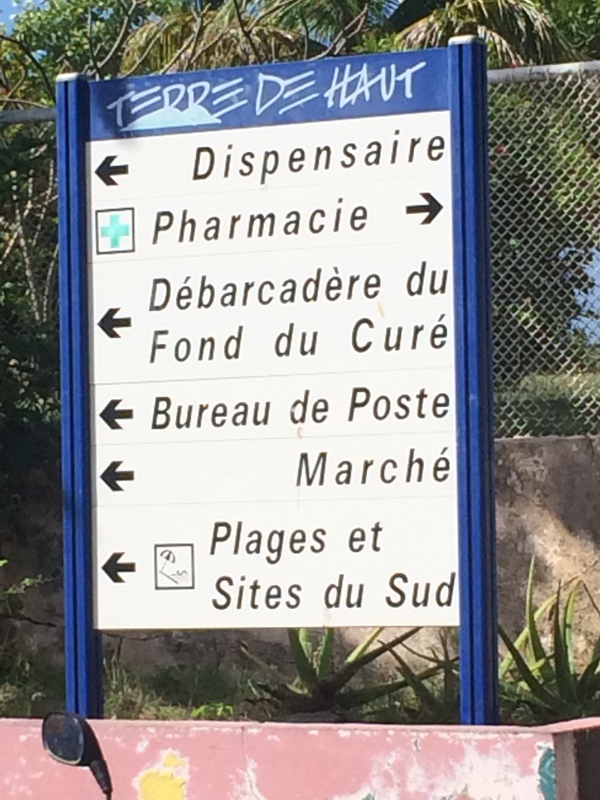 TERRE DE HAUT
Dispensaire
Pharmacie
Débarcadère du
Fond du Curé
Bureau de Poste
Marché
Plages et
Sites du Sud